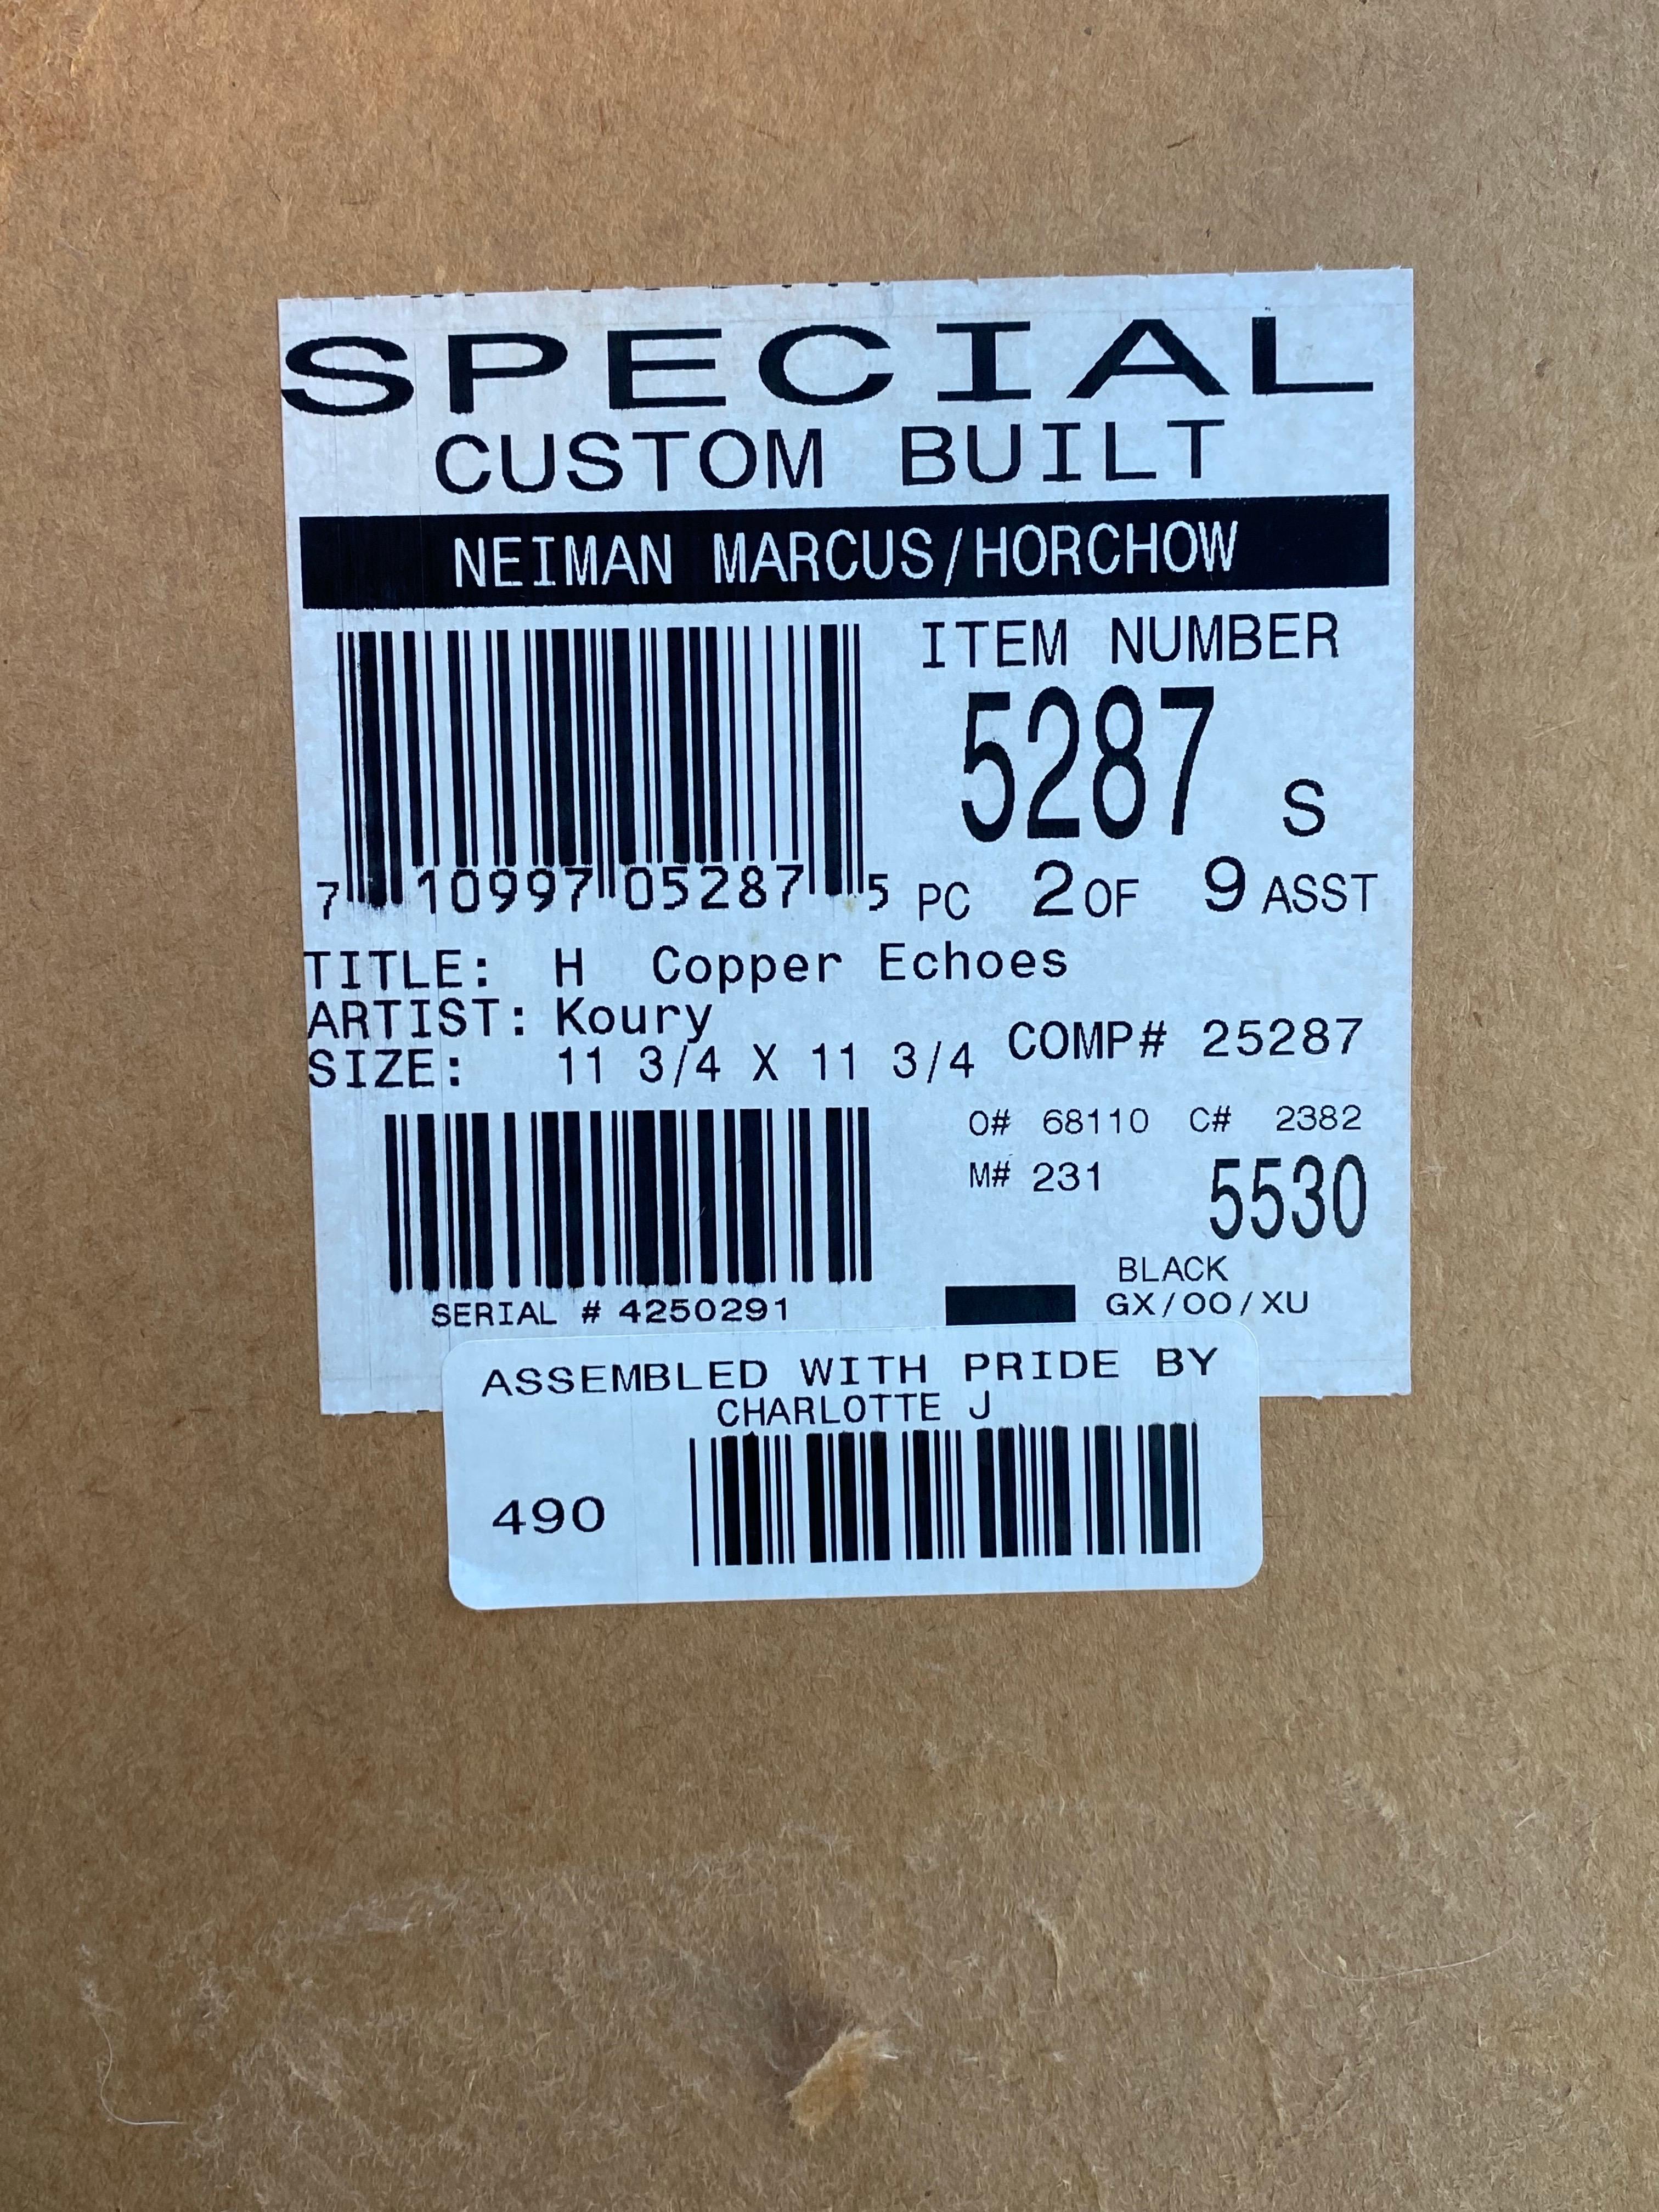 SPECIAL
CUSTOM BUILT
NEIMAN MARCUS/HORCHOW
ITEM NUMBER
5287 S
7 10997 05287 5
PC 2 OF 9 ASST
TITLE: H Copper Echoes
ARTIST: Koury
SIZE: 11 3/4 X 11 3/4
COMP# 25287
O# 68110 C# 2382
M# 231
5530
BLACK
GX/OO/XU
SERIAL # 4250291
ASSEMBLED WITH PRIDE BY
CHARLOTTE J
490